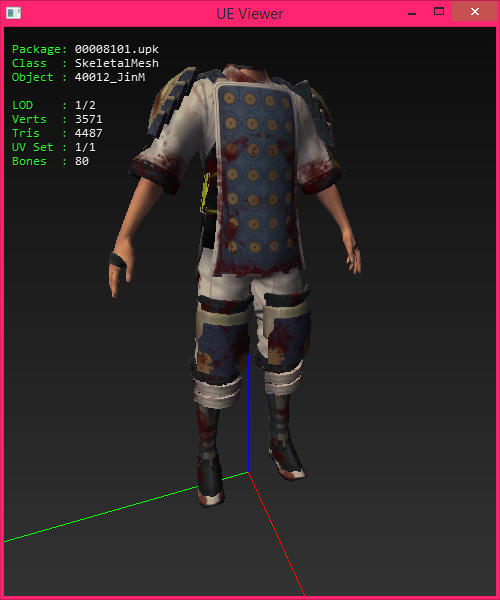 UE Viewer
Package: 00008101.upk
Class : SkeletalMesh
Object : 40012_JinM
LOD : 1/2
Verts : 3571
Tris : 4487
UV Set : 1/1
Bones : 80